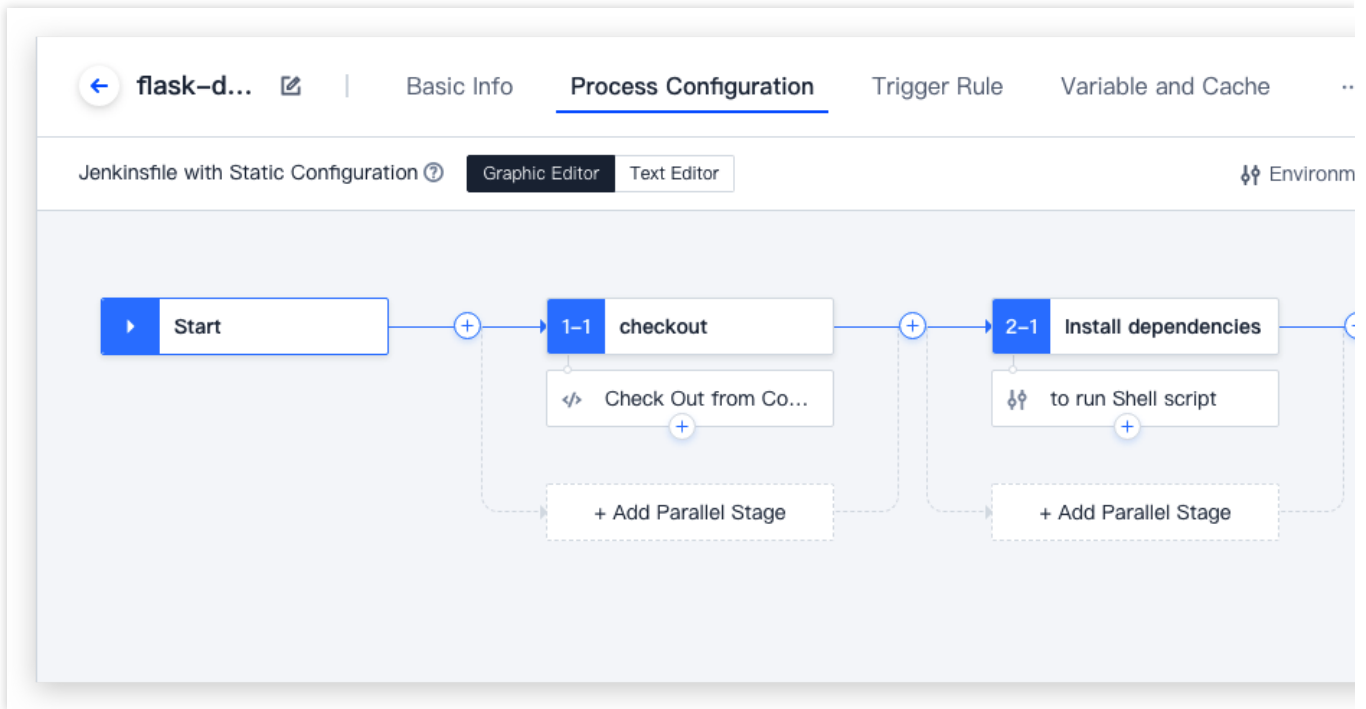 flask-d... Basic Info Process Configuration Trigger Rule Variable and Cache ...
Jenkinsfile with Static Configuration Graphic Editor Text Editor Environm
Start 1-1 checkout 2-1 Install dependencies
Check Out from Co... to run Shell script
+ Add Parallel Stage + Add Parallel Stage